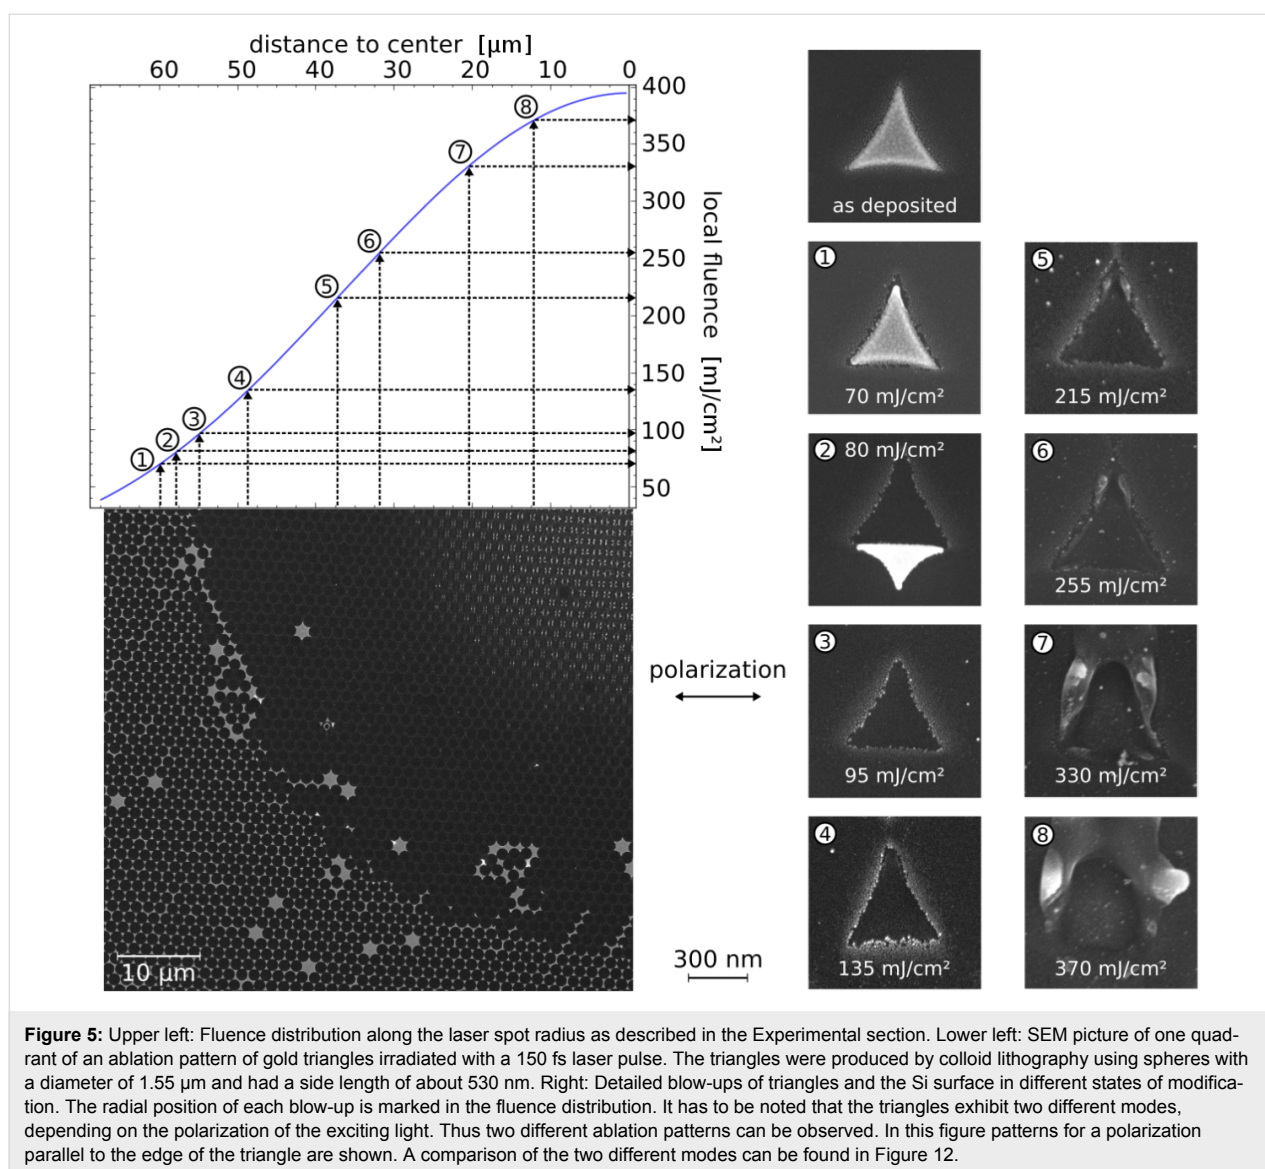 distance to center [µm]
60 50 40 30 20 10 0
400
350
300
250
200
150
100
50
local fluence [mJ/cm²]
① ② ③ ④ ⑤ ⑥ ⑦ ⑧
10 µm
polarization
300 nm
as deposited
①
70 mJ/cm²
② 80 mJ/cm²
③
95 mJ/cm²
④
135 mJ/cm²
⑤
215 mJ/cm²
⑥
255 mJ/cm²
⑦
330 mJ/cm²
⑧
370 mJ/cm²
Figure 5: Upper left: Fluence distribution along the laser spot radius as described in the Experimental section. Lower left: SEM picture of one quad-
rant of an ablation pattern of gold triangles irradiated with a 150 fs laser pulse. The triangles were produced by colloid lithography using spheres with
a diameter of 1.55 µm and had a side length of about 530 nm. Right: Detailed blow-ups of triangles and the Si surface in different states of modifica-
tion. The radial position of each blow-up is marked in the fluence distribution. It has to be noted that the triangles exhibit two different modes,
depending on the polarization of the exciting light. Thus two different ablation patterns can be observed. In this figure patterns for a polarization
parallel to the edge of the triangle are shown. A comparison of the two different modes can be found in Figure 12.